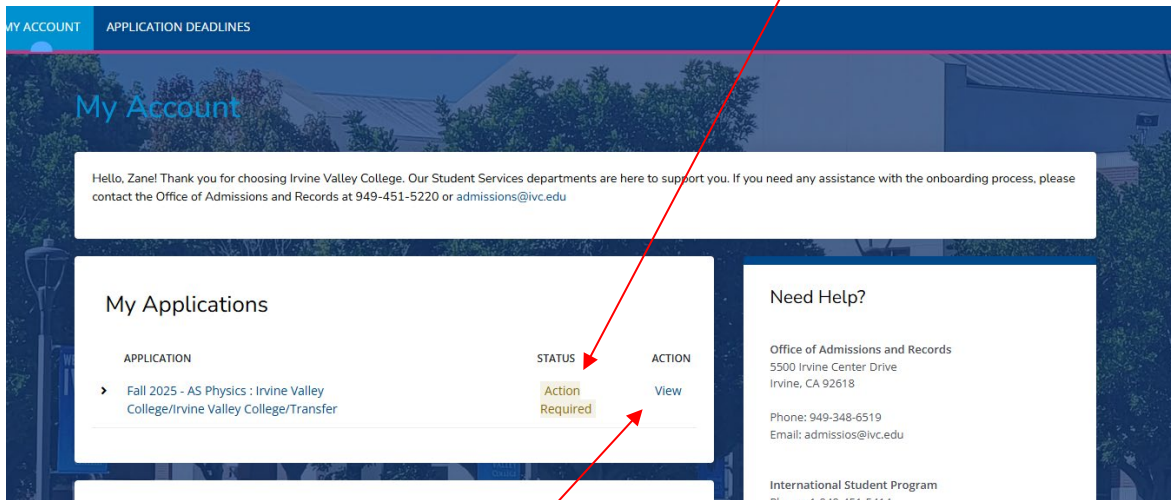 MY ACCOUNT APPLICATION DEADLINES
My Account
Hello, Zane! Thank you for choosing Irvine Valley College. Our Student Services departments are here to support you. If you need any assistance with the onboarding process, please
contact the Office of Admissions and Records at 949-451-5220 or admissions@ivc.edu
My Applications
APPLICATION STATUS ACTION
Fall 2025 - AS Physics : Irvine Valley Action View
College/Irvine Valley College/Transfer Required
Need Help?
Office of Admissions and Records
5500 Irvine Center Drive
Irvine, CA 92618
Phone: 949-348-6519
Email: admissios@ivc.edu
International Student Program